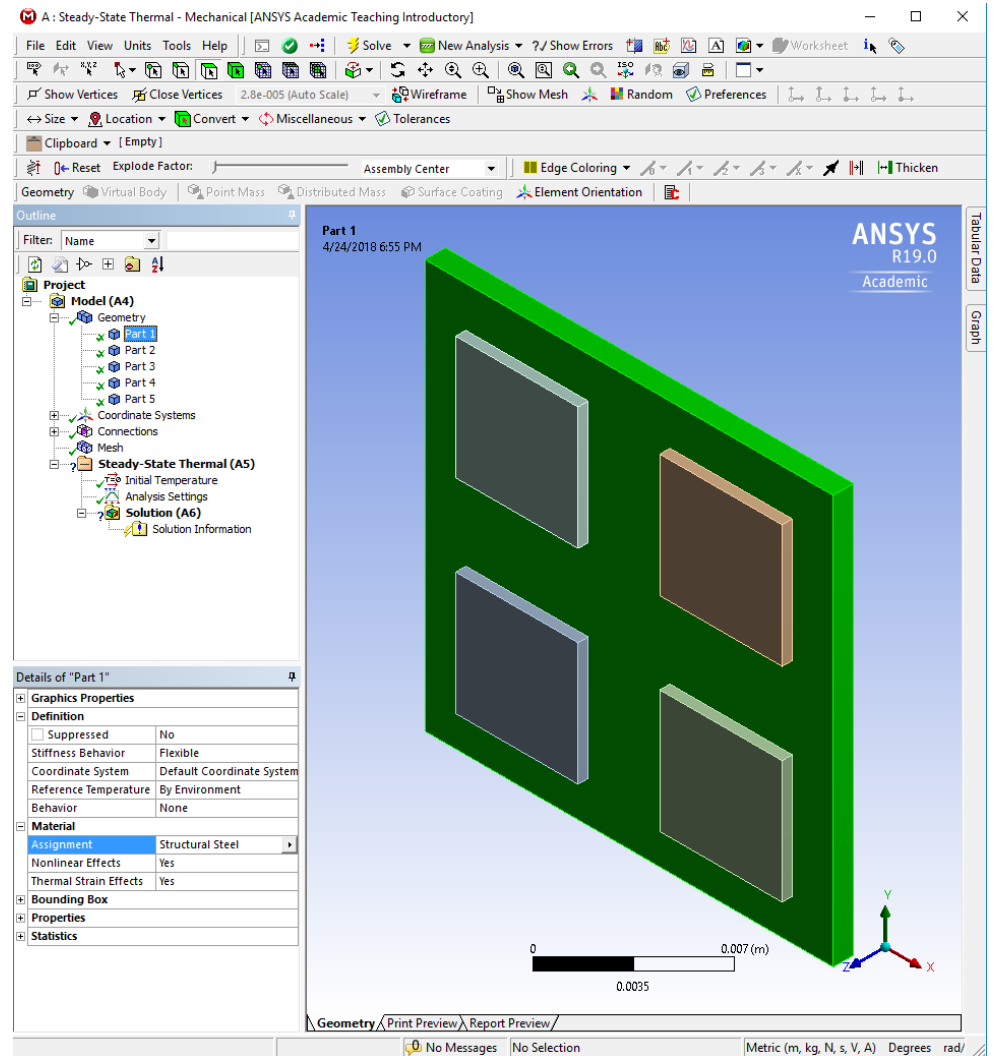 A : Steady-State Thermal - Mechanical [ANSYS Academic Teaching Introductory]
File Edit View Units Tools Help Solve New Analysis ?/ Show Errors Worksheet
Show Vertices Close Vertices 2.8e-005 (Auto Scale) Wireframe Show Mesh Random Preferences
Size Location Convert Miscellaneous Tolerances
Clipboard [ Empty ]
Reset Explode Factor: Assembly Center Edge Coloring Thicken
Geometry Virtual Body Point Mass Distributed Mass Surface Coating Element Orientation
Outline
Filter: Name
Project
Model (A4)
Geometry
Part 1
Part 2
Part 3
Part 4
Part 5
Coordinate Systems
Connections
Mesh
Steady-State Thermal (A5)
Initial Temperature
Analysis Settings
Solution (A6)
Solution Information
Details of "Part 1"
Graphics Properties
Definition
Suppressed No
Stiffness Behavior Flexible
Coordinate System Default Coordinate System
Reference Temperature By Environment
Behavior None
Material
Assignment Structural Steel
Nonlinear Effects Yes
Thermal Strain Effects Yes
Bounding Box
Properties
Statistics
Part 1
4/24/2018 6:55 PM
ANSYS
R19.0
Academic
0 0.007 (m)
0.0035
Y
Z X
Geometry Print Preview Report Preview
Tabular Data
Graph
No Messages No Selection Metric (m, kg, N, s, V, A) Degrees rad/